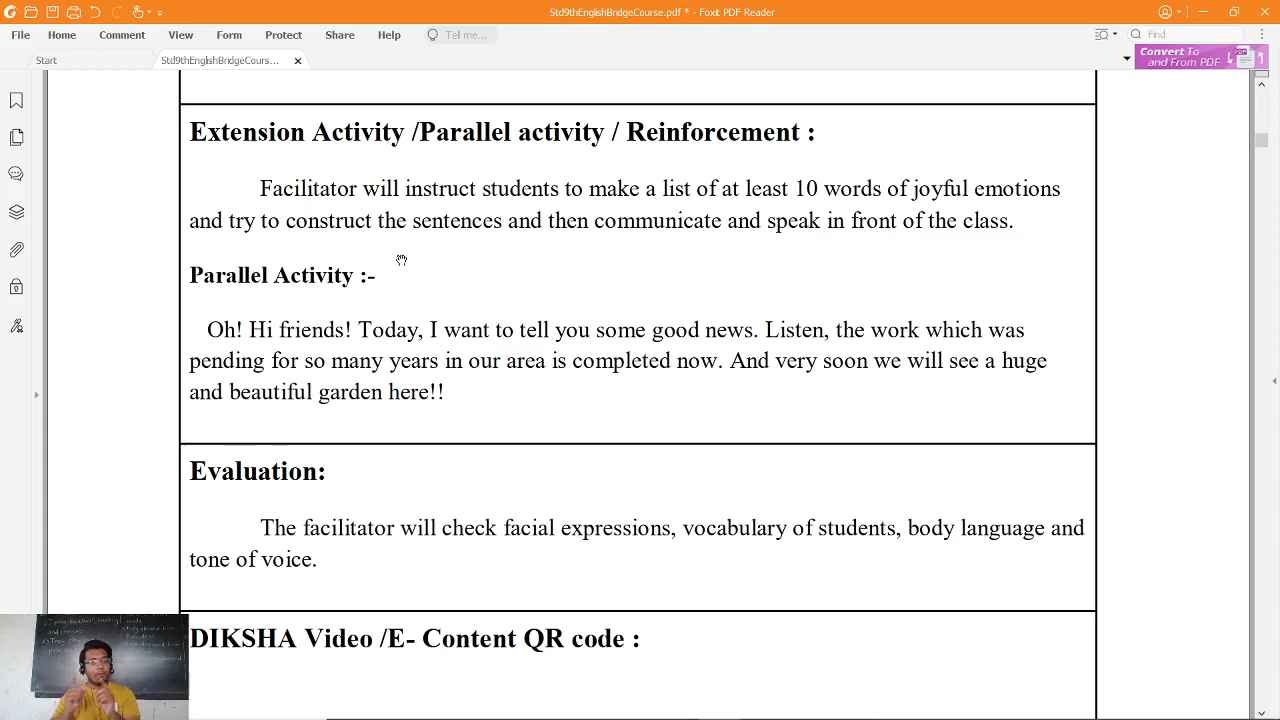 Std9thEnglishBridgeCourse.pdf * - Foxit PDF Reader
File Home Comment View Form Protect Share Help Tell me... Find
Start Std9thEnglishBridgeCours... Convert To
and From PDF
Extension Activity /Parallel activity / Reinforcement :
Facilitator will instruct students to make a list of at least 10 words of joyful emotions
and try to construct the sentences and then communicate and speak in front of the class.
Parallel Activity :-
Oh! Hi friends! Today, I want to tell you some good news. Listen, the work which was
pending for so many years in our area is completed now. And very soon we will see a huge
and beautiful garden here!!
Evaluation:
The facilitator will check facial expressions, vocabulary of students, body language and
tone of voice.
DIKSHA Video /E- Content QR code :